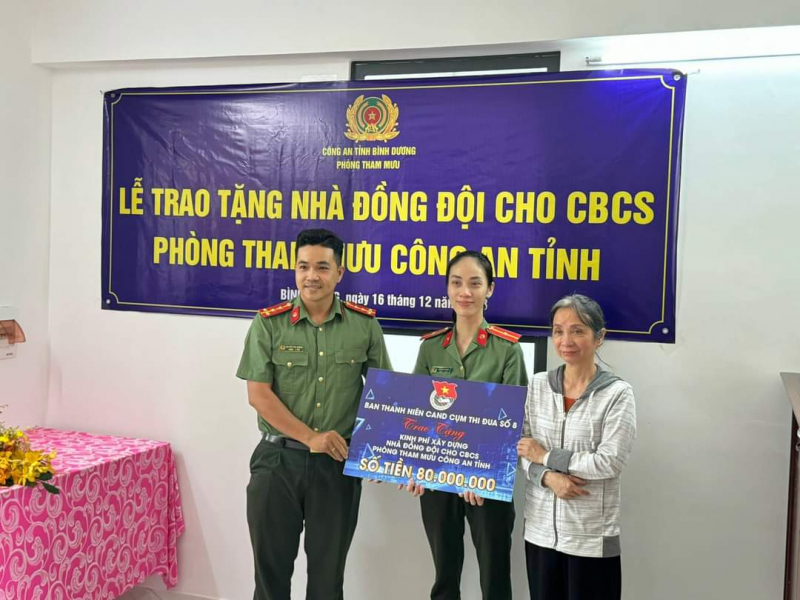 CÔNG AN TỈNH BÌNH DƯƠNG
PHÒNG THAM MƯU
LỄ TRAO TẶNG NHÀ ĐỒNG ĐỘI CHO CBCS
PHÒNG THAM MƯU CÔNG AN TỈNH
ngày 16 tháng 12
BAN THANH NIÊN CAND CỤM THI ĐUA SỐ 8
Trao Tặng
KINH PHÍ XÂY DỰNG
NHÀ ĐỒNG ĐỘI CHO CBCS
PHÒNG THAM MƯU CÔNG AN TỈNH
SỐ TIỀN 80.000.000